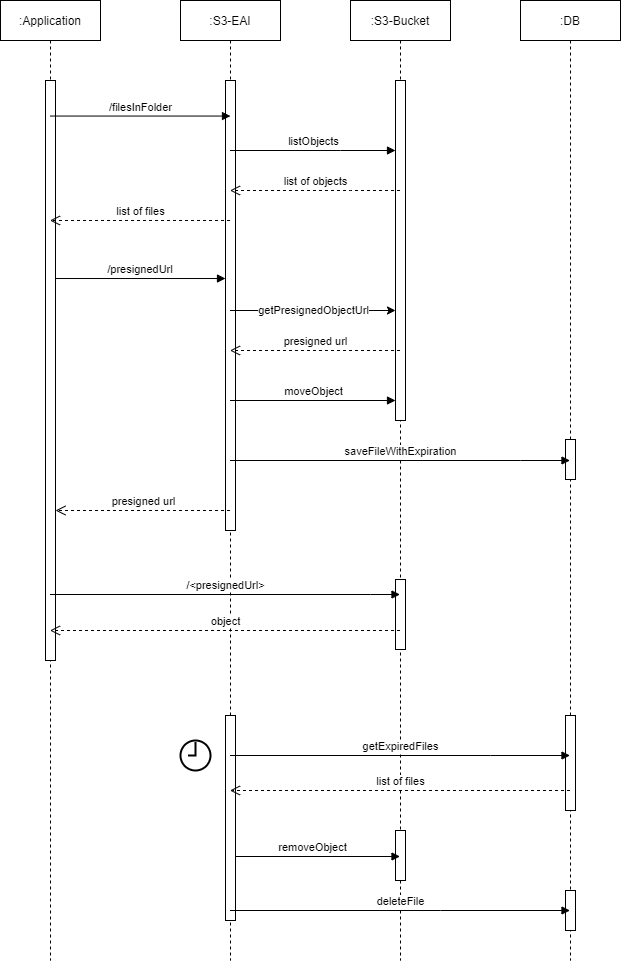 :Application
:S3-EAI
:S3-Bucket
:DB
/filesInFolder
listObjects
list of objects
list of files
/presignedUrl
getPresignedObjectUrl
presigned url
moveObject
saveFileWithExpiration
presigned url
/<presignedUrl>
object
getExpiredFiles
list of files
removeObject
deleteFile